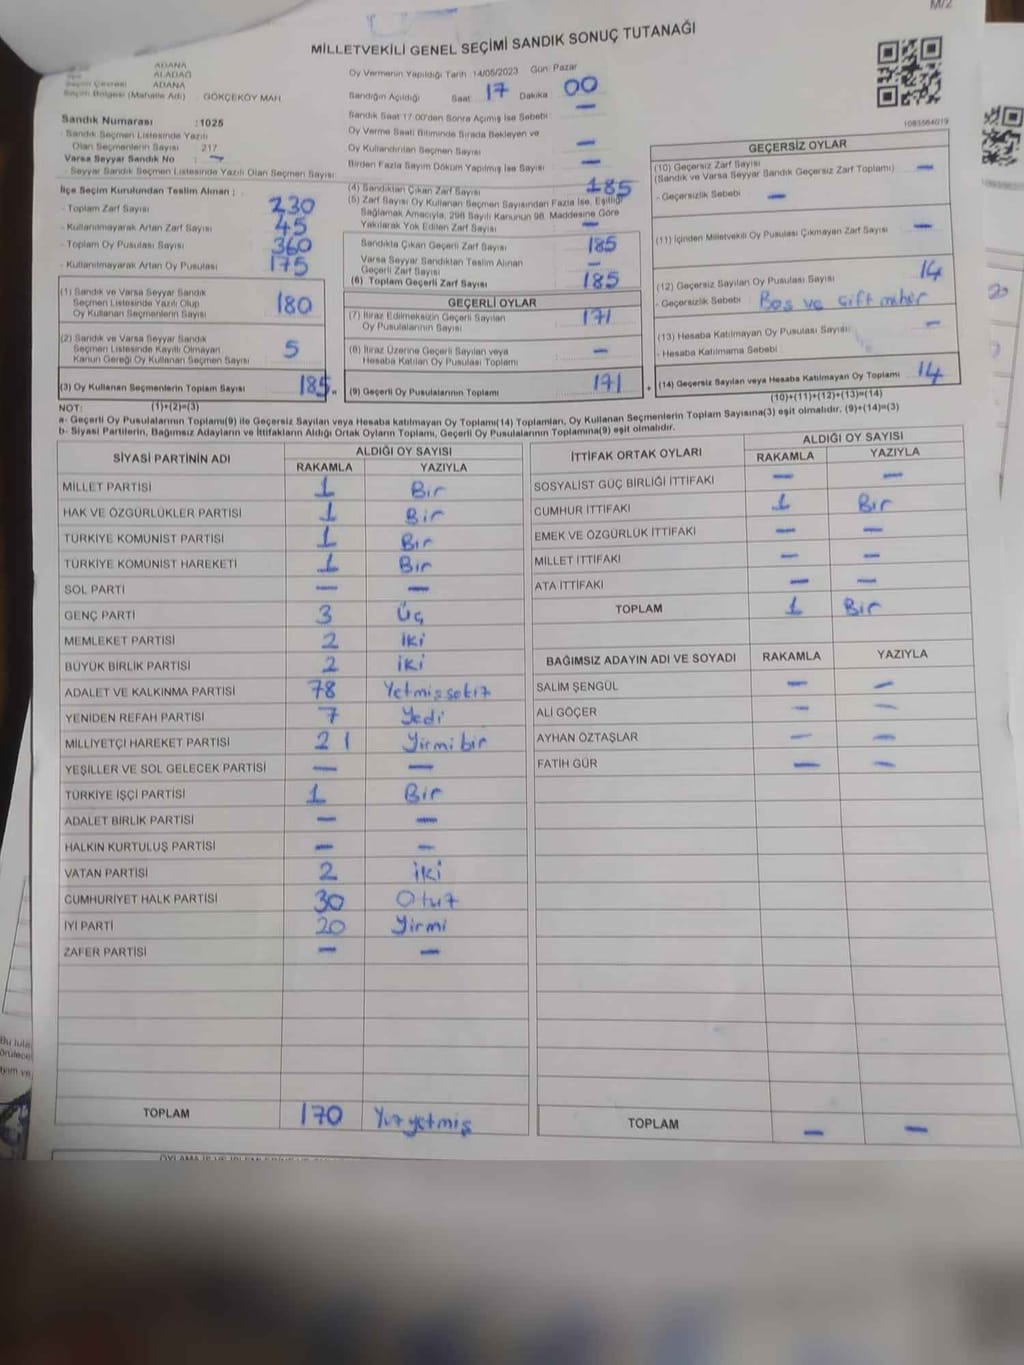 M/2
MİLLETVEKİLİ GENEL SEÇİMİ SANDIK SONUÇ TUTANAĞI
ADANA
ALADAĞ
Seçim Çevresi ADANA
Seçim Bölgesi (Mahalle Adı) : GÖKÇEKÖY MAH.
Sandık Numarası :1025
- Sandık Seçmen Listesinde Yazılı
Olan Seçmenlerin Sayısı : 217
Varsa Seyyar Sandık No : —
- Seyyar Sandık Seçmen Listesinde Yazılı Olan Seçmen Sayısı:
İlçe Seçim Kurulundan Teslim Alınan ;
- Toplam Zarf Sayısı 230
- Kullanılmayarak Artan Zarf Sayısı 45
- Toplam Oy Pusulası Sayısı 360
- Kullanılmayarak Artan Oy Pusulası 175
(1) Sandık ve Varsa Seyyar Sandık
Seçmen Listesinde Yazılı Olup
Oy Kullanan Seçmenlerin Sayısı 180
(2) Sandık ve Varsa Seyyar Sandık
Seçmen Listesinde Kayıtlı Olmayan
Kanun Gereği Oy Kullanan Seçmen Sayısı 5
(3) Oy Kullanan Seçmenlerin Toplam Sayısı 185 =
Oy Vermenin Yapıldığı Tarih :14/05/2023 Gün: Pazar
Sandığın Açıldığı Saat 17 Dakika 00
Sandık Saat 17.00'den Sonra Açılmış İse Sebebi —
Oy Verme Saati Bitiminde Sırada Bekleyen ve
Oy Kullandırılan Seçmen Sayısı —
Birden Fazla Sayım Döküm Yapılmış İse Sayısı —
(4) Sandıktan Çıkan Zarf Sayısı 185
(5) Zarf Sayısı Oy Kullanan Seçmen Sayısından Fazla İse, Eşitliği
Sağlamak Amacıyla, 298 Sayılı Kanunun 98. Maddesine Göre
Yakılarak Yok Edilen Zarf Sayısı —
Sandıkta Çıkan Geçerli Zarf Sayısı 185
Varsa Seyyar Sandıktan Teslim Alınan
Geçerli Zarf Sayısı —
(6) Toplam Geçerli Zarf Sayısı 185
GEÇERLİ OYLAR
(7) İtiraz Edilmeksizin Geçerli Sayılan
Oy Pusulalarının Sayısı 171
(8) İtiraz Üzerine Geçerli Sayılan veya
Hesaba Katılan Oy Pusulası Sayısı —
(9) Geçerli Oy Pusulalarının Toplamı 171 +
1083564019
GEÇERSİZ OYLAR
(10) Geçersiz Zarf Sayısı
(Sandık ve Varsa Seyyar Sandık Geçersiz Zarf Toplamı) —
- Geçersizlik Sebebi —
(11) İçinden Milletvekili Oy Pusulası Çıkmayan Zarf Sayısı —
(12) Geçersiz Sayılan Oy Pusulası Sayısı 14
- Geçersizlik Sebebi : Boş ve çift mühür
(13) Hesaba Katılmayan Oy Pusulası Sayısı —
- Hesaba Katılmama Sebebi
(14) Geçersiz Sayılan veya Hesaba Katılmayan Oy Toplamı 14
(10)+(11)+(12)+(13)=(14)
NOT: (1)+(2)=(3)
a- Geçerli Oy Pusulalarının Toplamı(9) ile Geçersiz Sayılan veya Hesaba katılmayan Oy Toplamı(14) Toplamları, Oy Kullanan Seçmenlerin Toplam Sayısına(3) eşit olmalıdır. (9)+(14)=(3)
b- Siyasi Partilerin, Bağımsız Adayların ve İttifakların Aldığı Ortak Oyların Toplamı, Geçerli Oy Pusulalarının Toplamına(9) eşit olmalıdır.
SİYASİ PARTİNİN ADI ALDIĞI OY SAYISI
RAKAMLA YAZIYLA
MİLLET PARTİSİ 1 Bir
HAK VE ÖZGÜRLÜKLER PARTİSİ 1 Bir
TÜRKİYE KOMÜNİST PARTİSİ 1 Bir
TÜRKİYE KOMÜNİST HAREKETİ 1 Bir
SOL PARTİ — —
GENÇ PARTİ 3 Üç
MEMLEKET PARTİSİ 2 iki
BÜYÜK BİRLİK PARTİSİ 2 iki
ADALET VE KALKINMA PARTİSİ 78 Yetmişsekiz
YENİDEN REFAH PARTİSİ 7 Yedi
MİLLİYETÇİ HAREKET PARTİSİ 21 Yirmibir
YEŞİLLER VE SOL GELECEK PARTİSİ — —
TÜRKİYE İŞÇİ PARTİSİ 1 Bir
ADALET BİRLİK PARTİSİ — —
HALKIN KURTULUŞ PARTİSİ — —
VATAN PARTİSİ 2 iki
CUMHURİYET HALK PARTİSİ 30 Otuz
İYİ PARTİ 20 Yirmi
ZAFER PARTİSİ — —
TOPLAM 170 Yüzyetmiş
İTTİFAK ORTAK OYLARI ALDIĞI OY SAYISI
RAKAMLA YAZIYLA
SOSYALİST GÜÇ BİRLİĞİ İTTİFAKI — —
CUMHUR İTTİFAKI 1 Bir
EMEK VE ÖZGÜRLÜK İTTİFAKI — —
MİLLET İTTİFAKI — —
ATA İTTİFAKI — —
TOPLAM 1 Bir
BAĞIMSIZ ADAYIN ADI VE SOYADI RAKAMLA YAZIYLA
SALİM ŞENGÜL — —
ALİ GÖÇER — —
AYHAN ÖZTAŞLAR — —
FATİH GÜR — —
TOPLAM — —